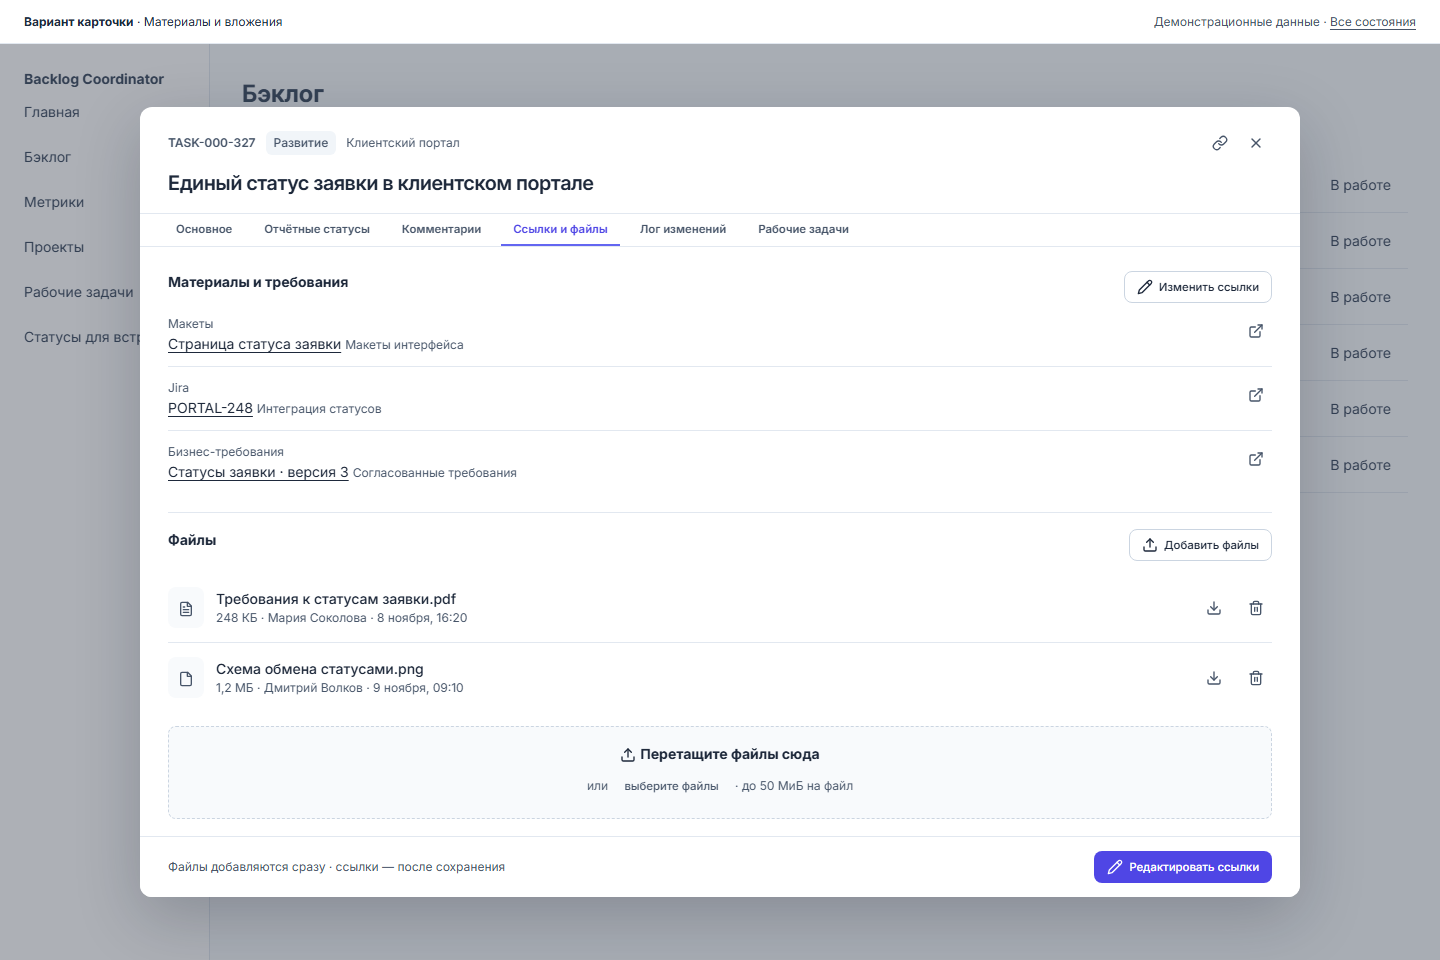 Вариант карточки · Материалы и вложения
Демонстрационные данные · Все состояния
Backlog Coordinator
Главная
Бэклог
Метрики
Проекты
Рабочие задачи
Статусы для встр
Бэклог
В работе
В работе
В работе
В работе
В работе
В работе
TASK-000-327 Развитие Клиентский портал
Единый статус заявки в клиентском портале
Основное Отчётные статусы Комментарии Ссылки и файлы Лог изменений Рабочие задачи
Материалы и требования
Изменить ссылки
Макеты
Страница статуса заявки Макеты интерфейса
Jira
PORTAL-248 Интеграция статусов
Бизнес-требования
Статусы заявки · версия 3 Согласованные требования
Файлы
Добавить файлы
Требования к статусам заявки.pdf
248 КБ · Мария Соколова · 8 ноября, 16:20
Схема обмена статусами.png
1,2 МБ · Дмитрий Волков · 9 ноября, 09:10
Перетащите файлы сюда
или выберите файлы · до 50 МиБ на файл
Файлы добавляются сразу · ссылки — после сохранения
Редактировать ссылки